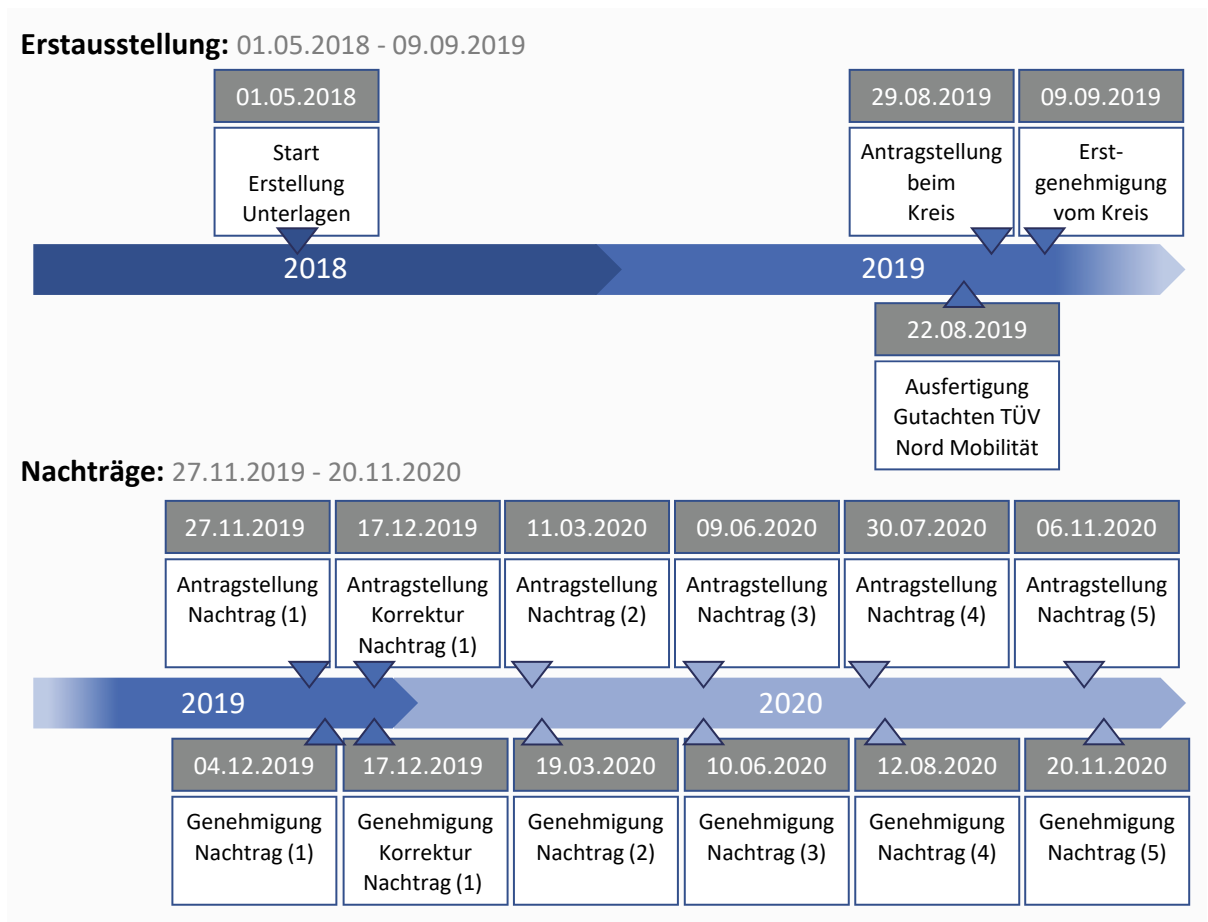 Erstausstellung: 01.05.2018 - 09.09.2019
01.05.2018
Start
Erstellung
Unterlagen
29.08.2019
Antragstellung
beim
Kreis
09.09.2019
Erst-
genehmigung
vom Kreis
2018
2019
22.08.2019
Ausfertigung
Gutachten TÜV
Nord Mobilität
Nachträge: 27.11.2019 - 20.11.2020
27.11.2019
Antragstellung
Nachtrag (1)
17.12.2019
Antragstellung
Korrektur
Nachtrag (1)
11.03.2020
Antragstellung
Nachtrag (2)
09.06.2020
Antragstellung
Nachtrag (3)
30.07.2020
Antragstellung
Nachtrag (4)
06.11.2020
Antragstellung
Nachtrag (5)
2019
2020
04.12.2019
Genehmigung
Nachtrag (1)
17.12.2019
Genehmigung
Korrektur
Nachtrag (1)
19.03.2020
Genehmigung
Nachtrag (2)
10.06.2020
Genehmigung
Nachtrag (3)
12.08.2020
Genehmigung
Nachtrag (4)
20.11.2020
Genehmigung
Nachtrag (5)